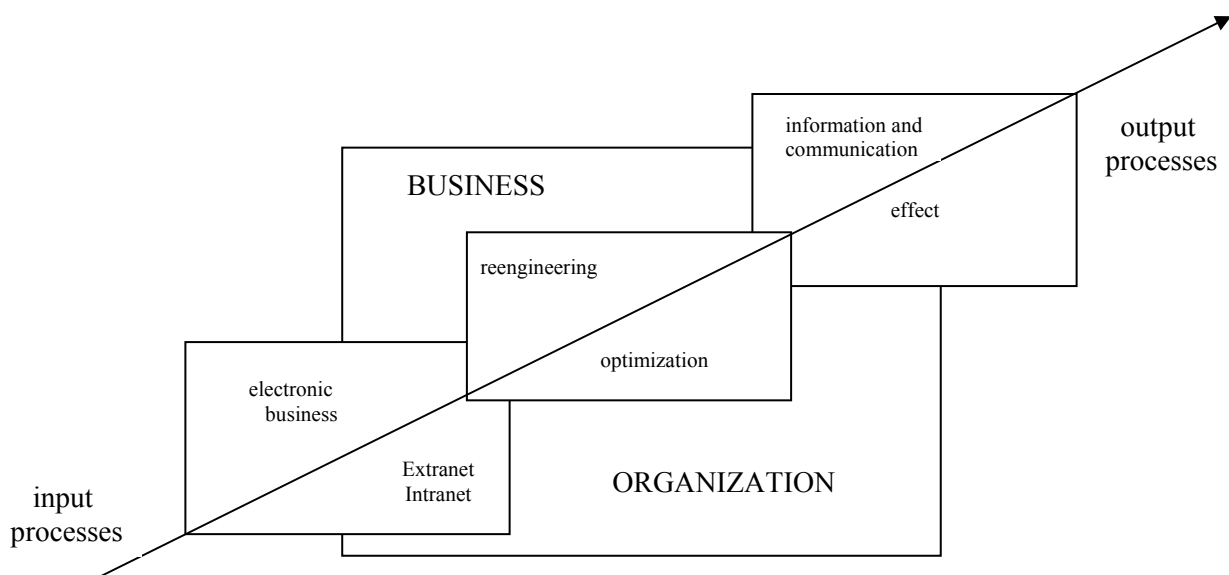 information and
communication
output
processes
BUSINESS
effect
reengineering
optimization
electronic
business
Extranet
Intranet
ORGANIZATION
input
processes